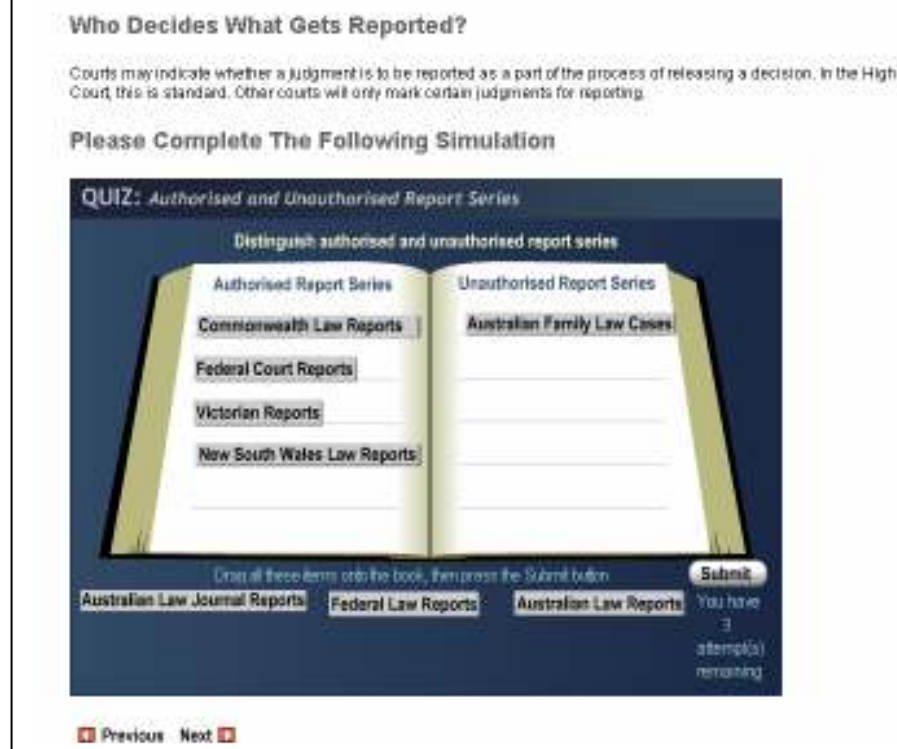 Who Decides What Gets Reported?
Courts may indicate whether a judgment is to be reported as a part of the process of releasing a decision. In the High
Court, this is standard. Other courts will only mark certain judgments for reporting.
Please Complete The Following Simulation
QUIZ: Authorised and Unauthorised Report Series
Distinguish authorised and unauthorised report series
Authorised Report Series
Commonwealth Law Reports
Federal Court Reports
Victorian Reports
New South Wales Law Reports
Unauthorised Report Series
Australian Family Law Cases
Drag all these items onto the book, then press the Submit button
Australian Law Journal Reports
Federal Law Reports
Australian Law Reports
Submit
You have
3
attempt(s)
remaining
Previous Next